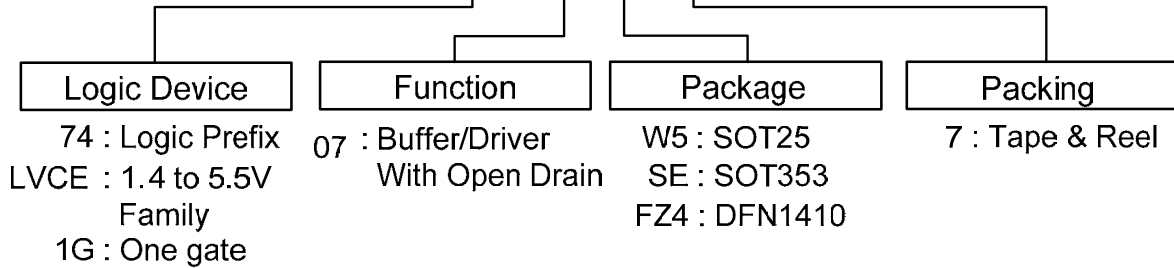 Logic Device
74 : Logic Prefix
LVCE : 1.4 to 5.5V
Family
1G : One gate
Function
07 : Buffer/Driver
With Open Drain
Package
W5 : SOT25
SE : SOT353
FZ4 : DFN1410
Packing
7 : Tape & Reel